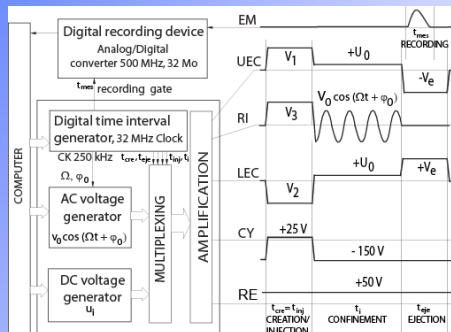 Digital recording device
Analog/Digital
converter 500 MHz, 32 Mo
t_mes
recording gate
Digital time interval
generator, 32 MHz Clock
CK 250 kHz
t_cre, t_eje
t_inj, t_i
Ω, φ₀
AC voltage
generator
v₀cos(Ωt + φ₀)
DC voltage
generator
u_i
COMPUTER
MULTIPLEXING
AMPLIFICATION
EM
t_mes
RECORDING
UEC
V₁
+U₀
-Vₑ
RI
V₃
V₀ cos(Ωt + φ₀)
LEC
V₂
+U₀
+Vₑ
CY
+25 V
- 150 V
RE
+50 V
t_cre= t_inj
t_i
t_eje
CREATION/
INJECTION
CONFINEMENT
EJECTION